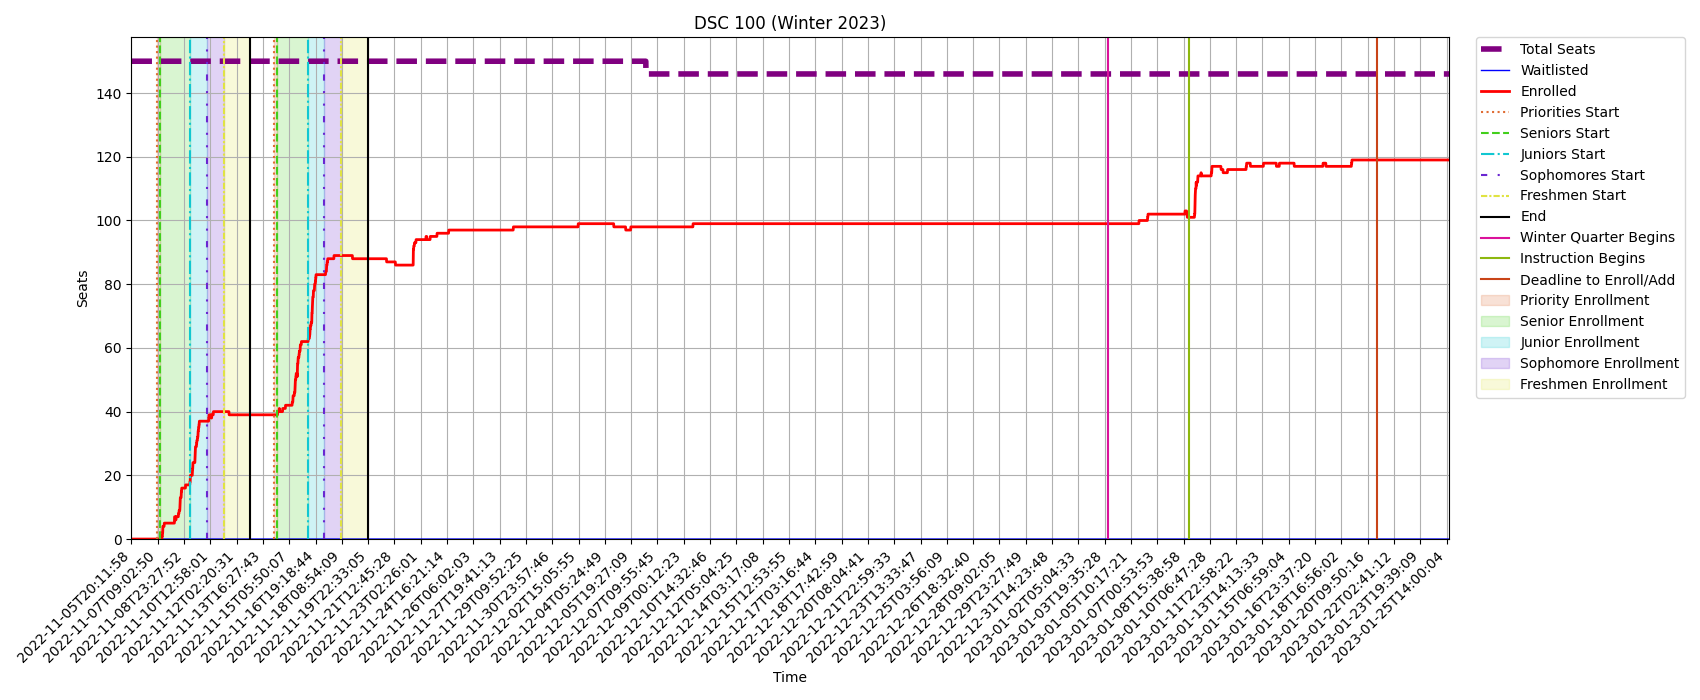 DSC 100 (Winter 2023)
Seats
140
120
100
80
60
40
20
0
2022-11-05T20:11:58
2022-11-07T09:02:50
2022-11-08T23:27:52
2022-11-10T12:58:01
2022-11-12T02:20:31
2022-11-13T16:27:43
2022-11-15T05:50:07
2022-11-16T19:18:44
2022-11-18T08:54:09
2022-11-19T22:33:05
2022-11-21T12:45:28
2022-11-23T02:26:01
2022-11-24T16:21:14
2022-11-26T06:02:03
2022-11-27T19:41:13
2022-11-29T09:52:25
2022-11-30T23:57:46
2022-12-02T15:05:55
2022-12-04T05:24:49
2022-12-05T19:27:09
2022-12-07T09:55:45
2022-12-09T00:12:23
2022-12-10T14:32:46
2022-12-12T05:04:25
2022-12-14T03:17:08
2022-12-15T12:53:55
2022-12-17T03:16:44
2022-12-18T17:42:59
2022-12-20T08:04:41
2022-12-21T22:59:33
2022-12-23T13:33:47
2022-12-25T03:56:09
2022-12-26T18:32:40
2022-12-28T09:02:05
2022-12-29T23:27:49
2022-12-31T14:23:48
2023-01-02T05:04:33
2023-01-03T19:35:28
2023-01-05T10:17:21
2023-01-07T00:53:53
2023-01-08T15:38:58
2023-01-10T06:47:28
2023-01-11T22:58:22
2023-01-13T14:13:33
2023-01-15T06:59:04
2023-01-16T23:37:20
2023-01-18T16:56:02
2023-01-20T09:50:16
2023-01-22T02:41:21
2023-01-23T19:39:09
2023-01-25T14:00:04
Time
Total Seats
Waitlisted
Enrolled
Priorities Start
Seniors Start
Juniors Start
Sophomores Start
Freshmen Start
End
Winter Quarter Begins
Instruction Begins
Deadline to Enroll/Add
Priority Enrollment
Senior Enrollment
Junior Enrollment
Sophomore Enrollment
Freshmen Enrollment